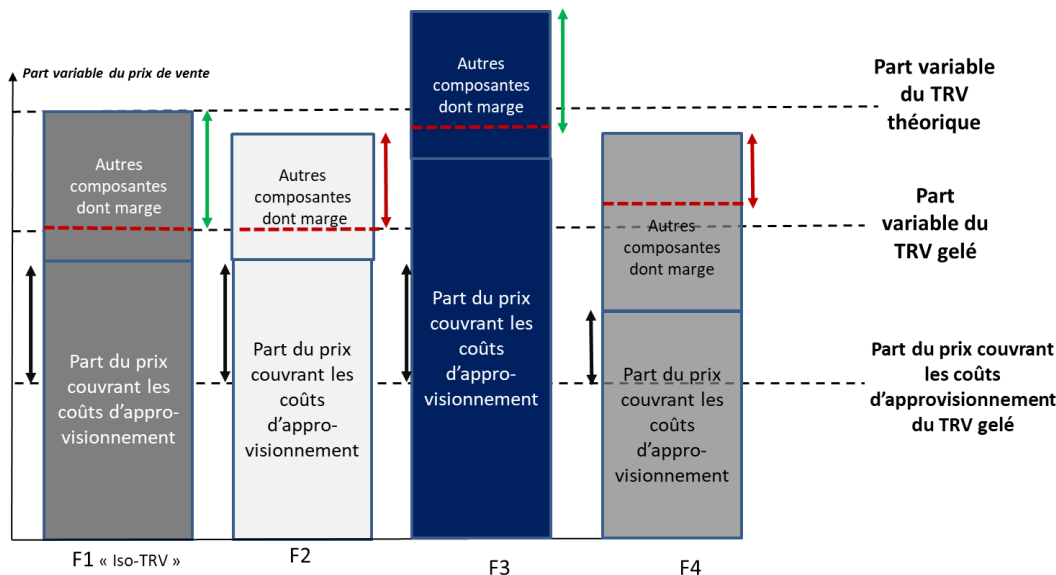 Part variable du prix de vente
Autres
composantes
dont marge
Part du prix
couvrant les
coûts d'appro-
visionnement
F1 « Iso-TRV »
Autres
composantes
dont marge
Part du prix
couvrant les
coûts
d'appro-
visionnement
F2
Autres
composantes
dont marge
Part du prix
couvrant les
coûts
d'appro-
visionnement
F3
Autres
composantes
dont marge
Part du prix
couvrant les
coûts
d'appro-
visionnement
F4
Part variable
du TRV
théorique
Part
variable du
TRV gelé
Part du prix couvrant
les coûts
d'approvisionnement
du TRV gelé